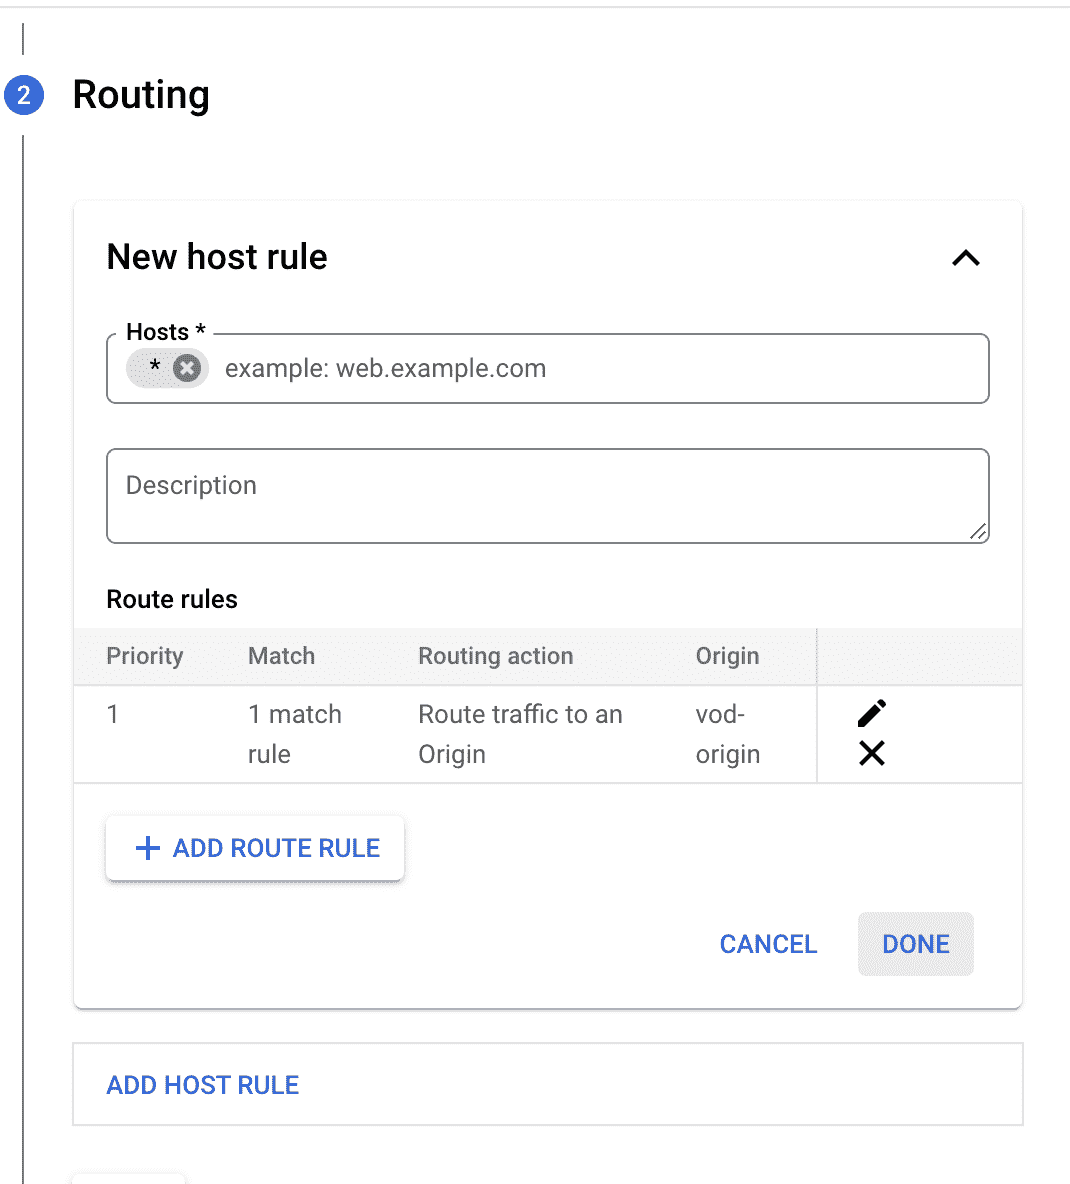 2 Routing
New host rule
Hosts *
* example: web.example.com
Description
Route rules
Priority Match Routing action Origin
1 1 match Route traffic to an vod-
rule Origin origin
ADD ROUTE RULE
CANCEL DONE
ADD HOST RULE